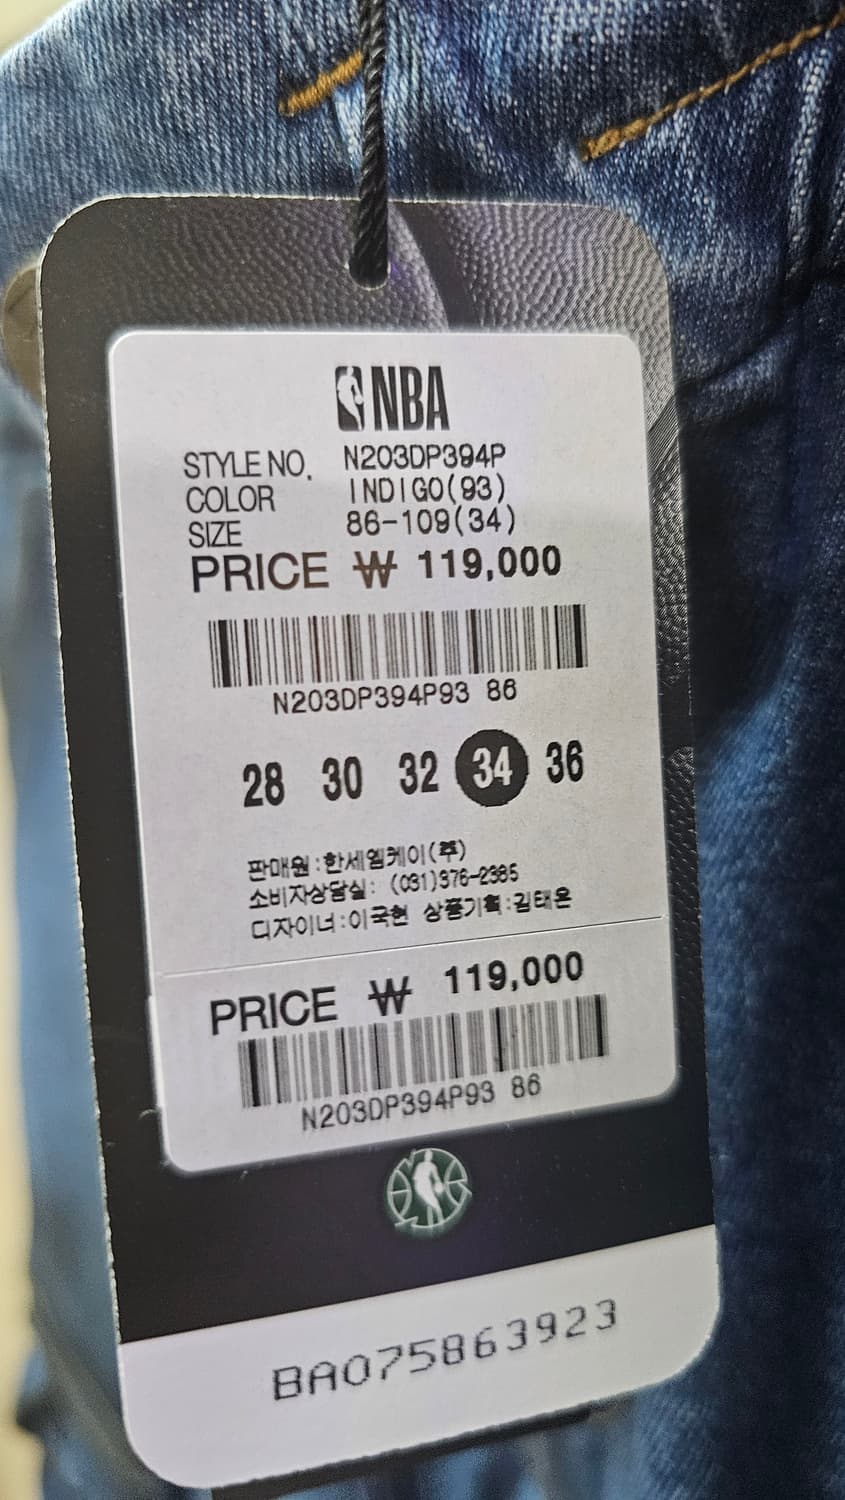 NBA
STYLE NO. N203DP394P
COLOR INDIGO(93)
SIZE 86-109(34)
PRICE ₩ 119,000
N203DP394P93 86
28 30 32 34 36
판매원:한세엠케이(주)
소비자상담실: (031)376-2385
디자이너:이국현 상품기획:김태온
PRICE ₩ 119,000
N203DP394P93 86
BA075863923